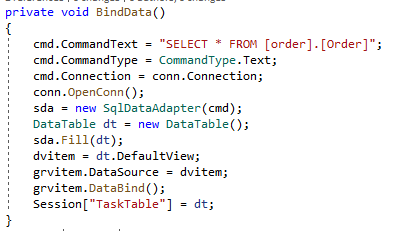 private void BindData()
{
cmd.CommandText = "SELECT * FROM [order].[Order]";
cmd.CommandType = CommandType.Text;
cmd.Connection = conn.Connection;
conn.OpenConn();
sda = new SqlDataAdapter(cmd);
DataTable dt = new DataTable();
sda.Fill(dt);
dvitem = dt.DefaultView;
grvitem.DataSource = dvitem;
grvitem.DataBind();
Session["TaskTable"] = dt;
}